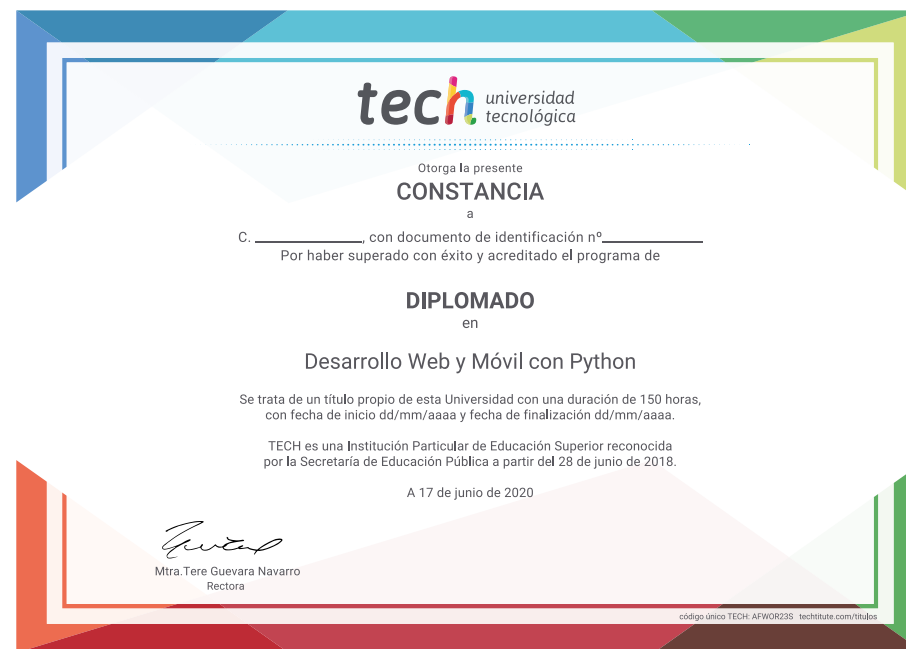 tech universidad
tecnológica
Otorga la presente
CONSTANCIA
a
C. ____________, con documento de identificación nº____________
Por haber superado con éxito y acreditado el programa de
DIPLOMADO
en
Desarrollo Web y Móvil con Python
Se trata de un título propio de esta Universidad con una duración de 150 horas,
con fecha de inicio dd/mm/aaaa y fecha de finalización dd/mm/aaaa.
TECH es una Institución Particular de Educación Superior reconocida
por la Secretaría de Educación Pública a partir del 28 de junio de 2018.
A 17 de junio de 2020
Mtra.Tere Guevara Navarro
Rectora
código único TECH: AFWOR23S techtitute.com/titulos